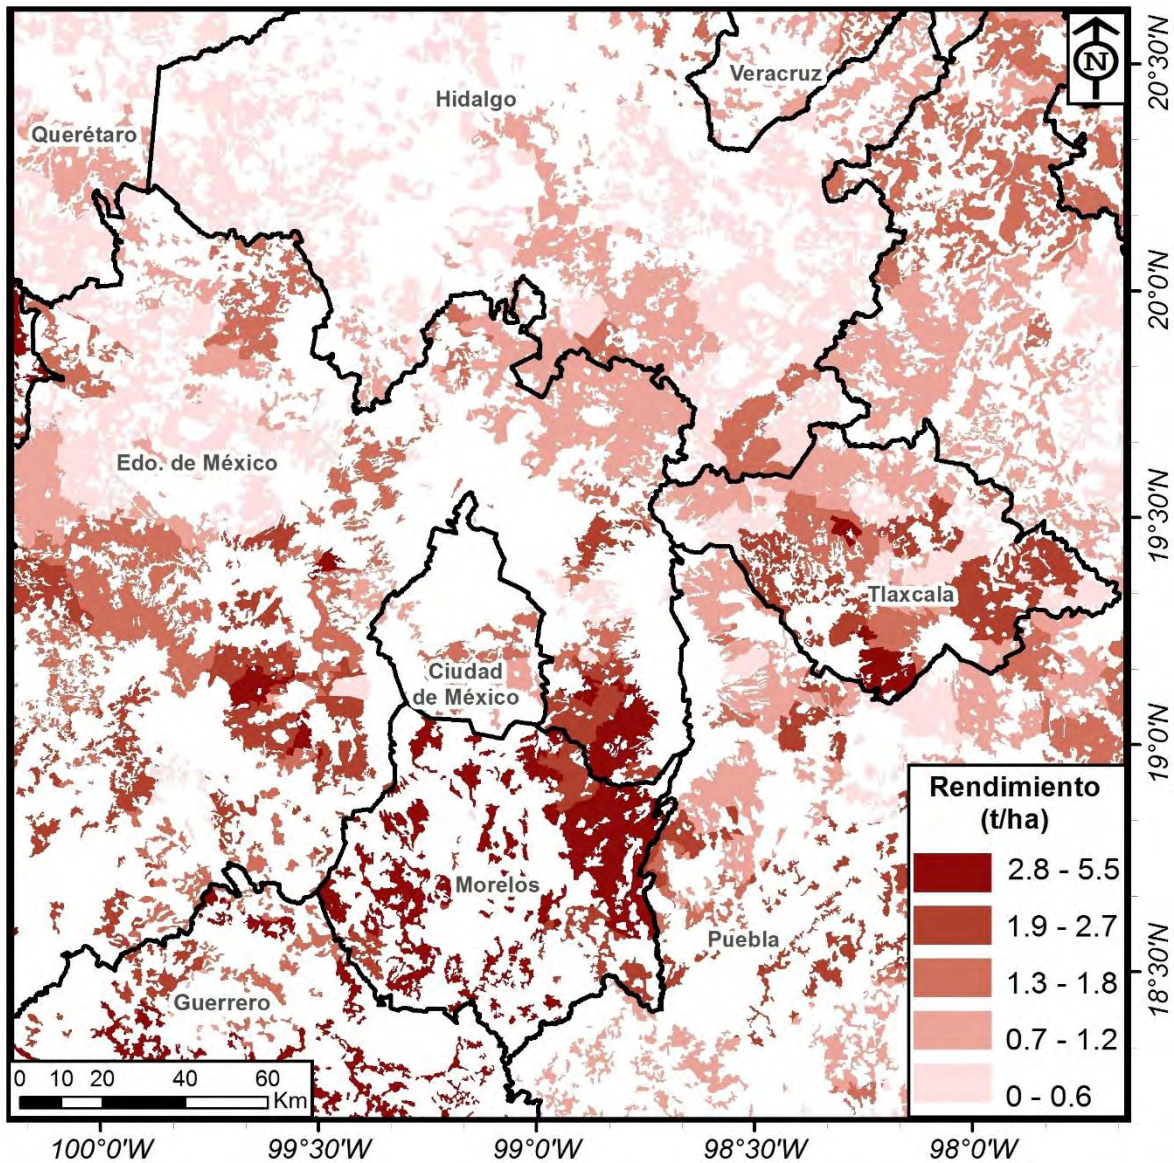 N
Veracruz
Hidalgo
Querétaro
Edo. de México
Tlaxcala
Ciudad
de México
Morelos
Puebla
Guerrero
Rendimiento
(t/ha)
2.8 - 5.5
1.9 - 2.7
1.3 - 1.8
0.7 - 1.2
0 - 0.6
0 10 20 40 60
Km
20°30'N
20°0'N
19°30'N
19°0'N
18°30'N
100°0'W 99°30'W 99°0'W 98°30'W 98°0'W